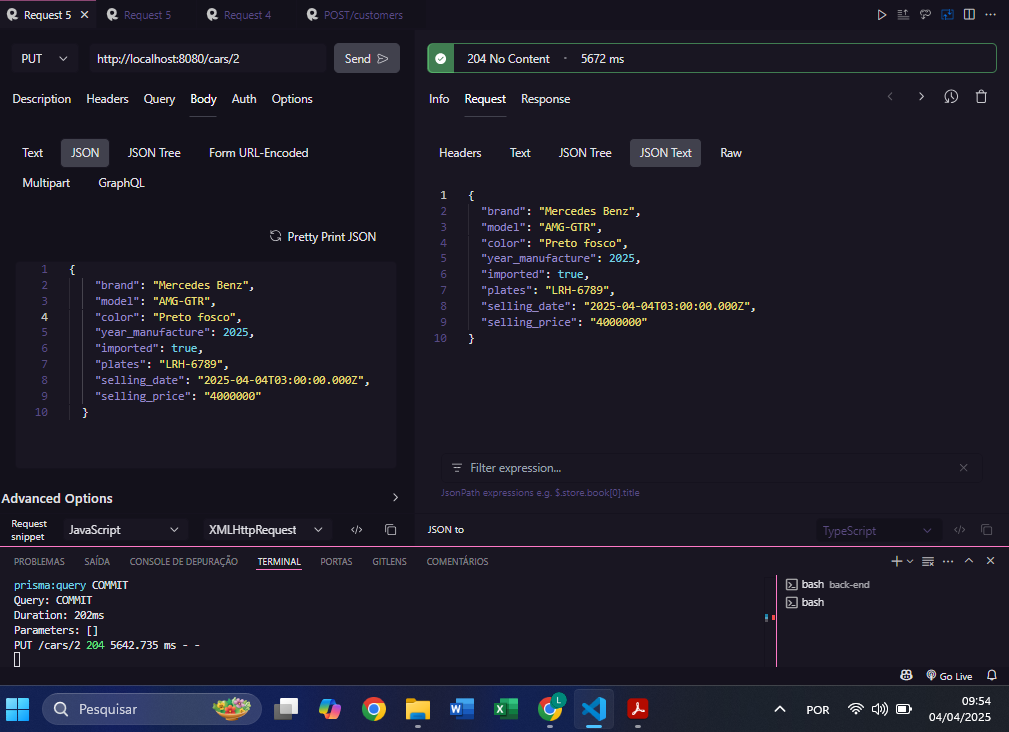 Request 5
Request 5
Request 4
POST/customers
PUT
http://localhost:8080/cars/2
Send
Description Headers Query Body Auth Options
Text JSON JSON Tree Form URL-Encoded
Multipart GraphQL
Pretty Print JSON
1 {
2 "brand": "Mercedes Benz",
3 "model": "AMG-GTR",
4 "color": "Preto fosco",
5 "year_manufacture": 2025,
6 "imported": true,
7 "plates": "LRH-6789",
8 "selling_date": "2025-04-04T03:00:00.000Z",
9 "selling_price": "4000000"
10 }
Advanced Options
Request
snippet
JavaScript
XMLHttpRequest
204 No Content · 5672 ms
Info Request Response
Headers Text JSON Tree JSON Text Raw
1 {
2 "brand": "Mercedes Benz",
3 "model": "AMG-GTR",
4 "color": "Preto fosco",
5 "year_manufacture": 2025,
6 "imported": true,
7 "plates": "LRH-6789",
8 "selling_date": "2025-04-04T03:00:00.000Z",
9 "selling_price": "4000000"
10 }
Filter expression...
JsonPath expressions e.g. $.store.book[0].title
JSON to
TypeScript
PROBLEMAS SAÍDA CONSOLE DE DEPURAÇÃO TERMINAL PORTAS GITLENS COMENTÁRIOS
prisma:query COMMIT
Query: COMMIT
Duration: 202ms
Parameters: []
PUT /cars/2 204 5642.735 ms - -
bash back-end
bash
Go Live
Pesquisar
L
POR
09:54
04/04/2025